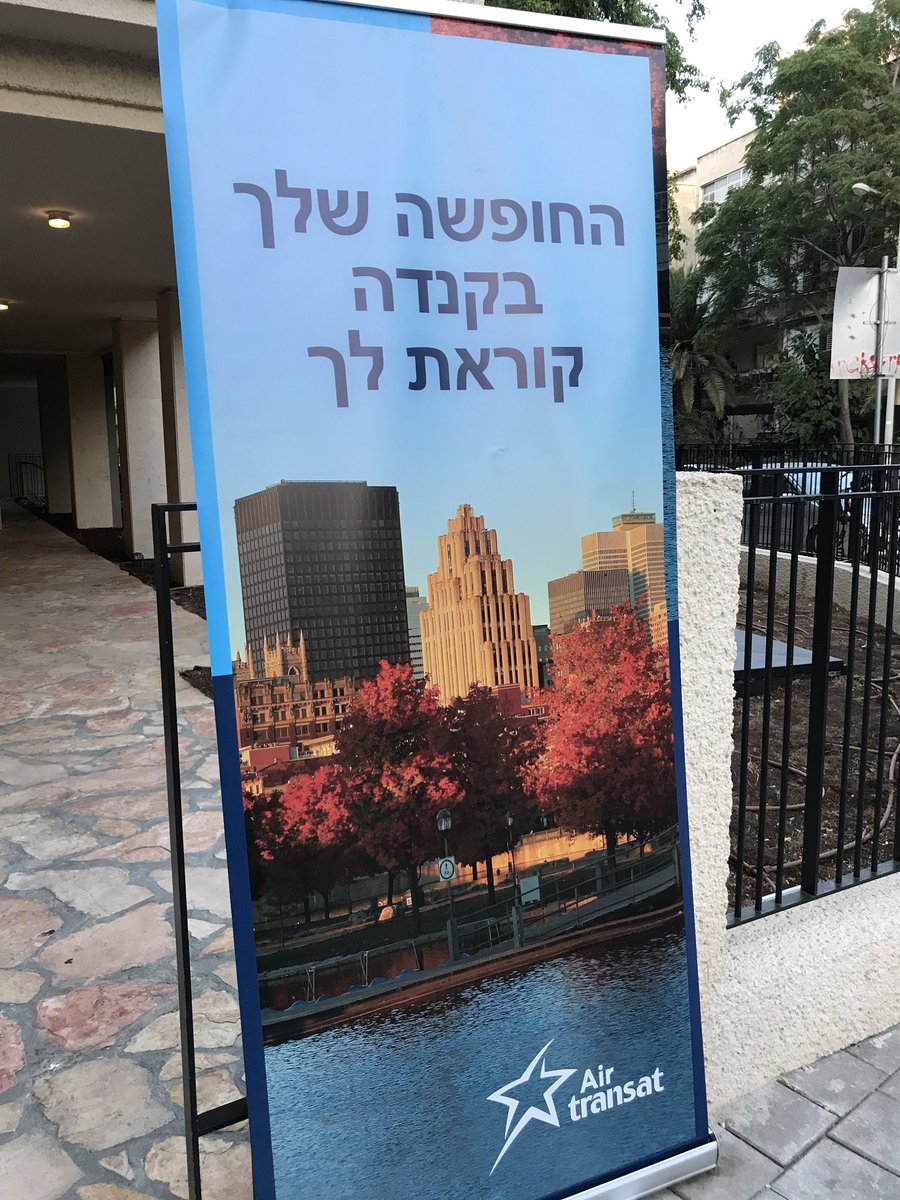 החופשה שלך
בקנדה
קוראת לך
Air
transat